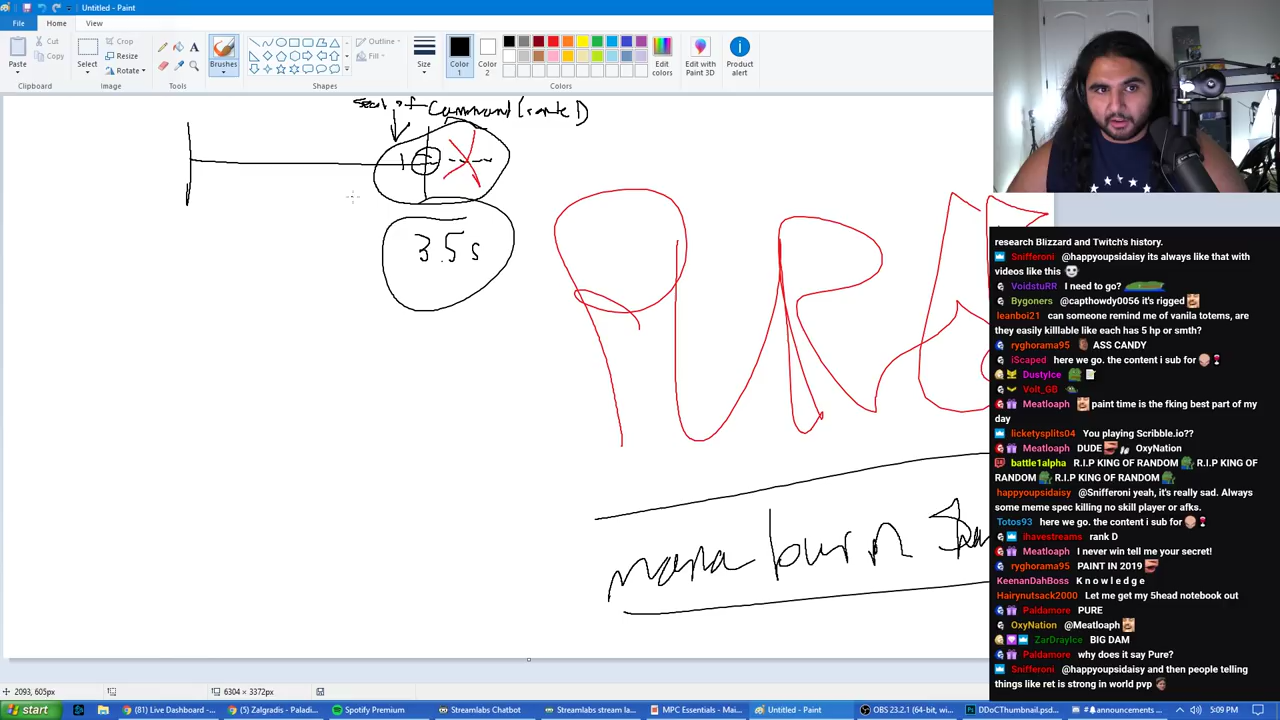 Untitled - Paint
File
Home
View
Paste
Cut
Copy
Clipboard
Select
Crop
Resize
Rotate
Image
Tools
Brushes
Outline
Fill
Shapes
Size
Color 1
Color 2
Edit colors
Colors
Edit with Paint 3D
Product alert
Seal of Command (rank 1)
3.5 s
mana burn
research Blizzard and Twitch's history.
Snifferoni @happyoupsidaisy its always like that with
videos like this
VoidstuRR I need to go?
Bygoners @capthowdy0056 it's rigged
leanboi21 can someone remind me of vanila totems, are
they easily killlable like each has 5 hp or smth?
ryghorama95 ASS CANDY
iScaped here we go. the content i sub for
DustyIce
Volt_GB
Meatloaph paint time is the fking best part of my
day
licketysplits04 You playing Scribble.io??
Meatloaph DUDE OxyNation
battle1alpha R.I.P KING OF RANDOM R.I.P KING OF
RANDOM R.I.P KING OF RANDOM
happyoupsidaisy @Snifferoni yeah, it's really sad. Always
some meme spec killing no skill player or afks.
Totos93 here we go. the content i sub for
ihavestreams rank D
Meatloaph I never win tell me your secret!
ryghorama95 PAINT IN 2019
KeenanDahBoss K n o w l e d g e
Hairynutsack2000 Let me get my 5head notebook out
Paldamore PURE
OxyNation @Meatloaph
ZarDrayIce BIG DAM
Paldamore why does it say Pure?
Snifferoni @happyoupsidaisy and then people telling
things like ret is strong in world pvp
2093, 605px
6304 × 3372px
start
(81) Live Dashboard -...
(5) Zalgradis - Paladin...
Spotify Premium
Streamlabs Chatbot
Streamlabs stream la...
MPC Essentials - Mai...
Untitled - Paint
OBS 23.2.1 (64-bit, w...
DDoCThumbnail.psd...
#announcements ...
5:09 PM